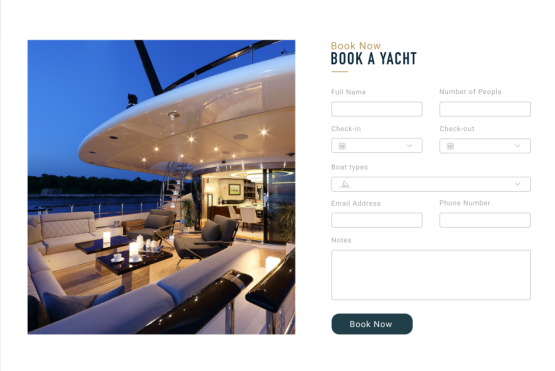 Book Now
BOOK A YACHT
Full Name Number of People
Check-in Check-out
Boat types
Email Address Phone Number
Notes
Book Now